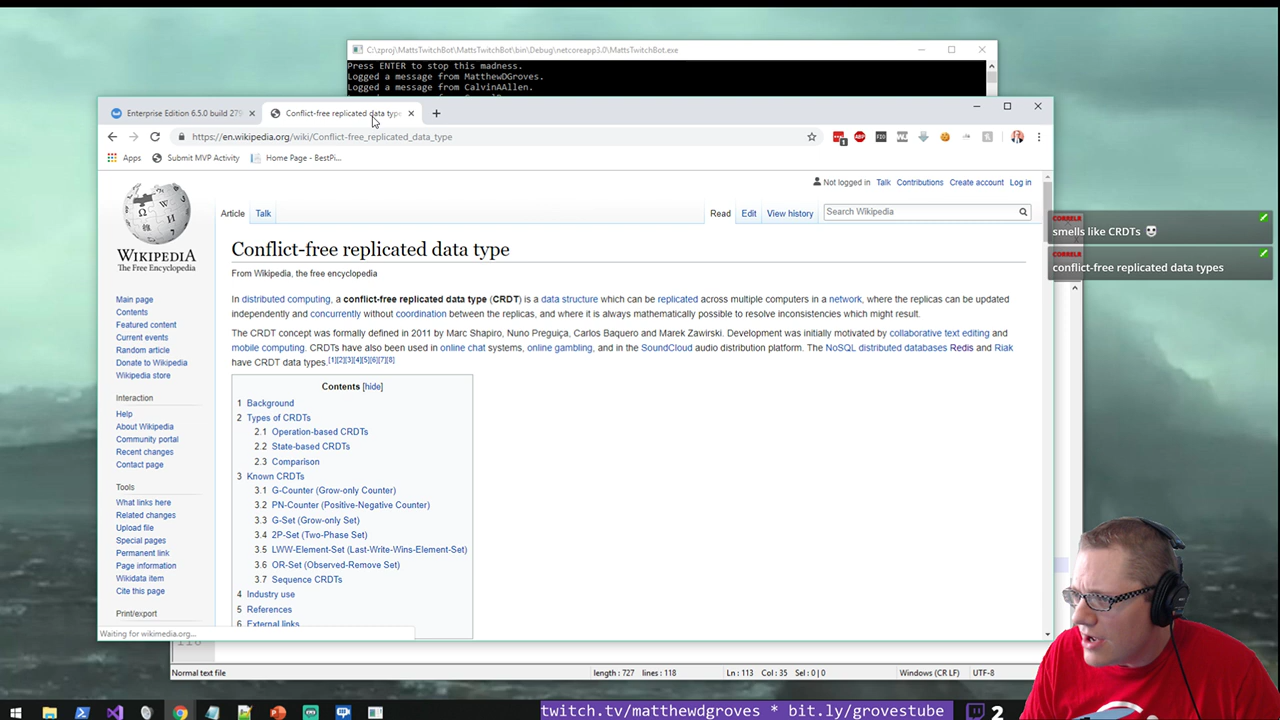 C:\zproj\MattsTwitchBot\MattsTwitchBot\bin\Debug\netcoreapp3.0\MattsTwitchBot.exe
Press ENTER to stop this madness.
Logged a message from MatthewDGroves.
Logged a message from CalvinAAllen.
Enterprise Edition 6.5.0 build 279
Conflict-free replicated data type
https://en.wikipedia.org/wiki/Conflict-free_replicated_data_type
Apps
Submit MVP Activity
Home Page - BestPi...
Not logged in Talk Contributions Create account Log in
Article Talk
Read Edit View history
Search Wikipedia
WIKIPEDIA
The Free Encyclopedia
Main page
Contents
Featured content
Current events
Random article
Donate to Wikipedia
Wikipedia store
Interaction
Help
About Wikipedia
Community portal
Recent changes
Contact page
Tools
What links here
Related changes
Upload file
Special pages
Permanent link
Page information
Wikidata item
Cite this page
Print/export
Conflict-free replicated data type
From Wikipedia, the free encyclopedia
In distributed computing, a conflict-free replicated data type (CRDT) is a data structure which can be replicated across multiple computers in a network, where the replicas can be updated
independently and concurrently without coordination between the replicas, and where it is always mathematically possible to resolve inconsistencies which might result.
The CRDT concept was formally defined in 2011 by Marc Shapiro, Nuno Preguiça, Carlos Baquero and Marek Zawirski. Development was initially motivated by collaborative text editing and
mobile computing. CRDTs have also been used in online chat systems, online gambling, and in the SoundCloud audio distribution platform. The NoSQL distributed databases Redis and Riak
have CRDT data types.[1][2][3][4][5][6][7][8]
Contents [hide]
1 Background
2 Types of CRDTs
2.1 Operation-based CRDTs
2.2 State-based CRDTs
2.3 Comparison
3 Known CRDTs
3.1 G-Counter (Grow-only Counter)
3.2 PN-Counter (Positive-Negative Counter)
3.3 G-Set (Grow-only Set)
3.4 2P-Set (Two-Phase Set)
3.5 LWW-Element-Set (Last-Write-Wins-Element-Set)
3.6 OR-Set (Observed-Remove Set)
3.7 Sequence CRDTs
4 Industry use
5 References
6 External links
Waiting for wikimedia.org...
CORRELR
smells like CRDTs
CORRELR
conflict-free replicated data types
Normal text file
length : 727 lines : 118
Ln : 113 Col : 35 Sel : 0 | 0
Windows (CR LF)
UTF-8
twitch.tv/matthewdgroves * bit.ly/grovestube
2